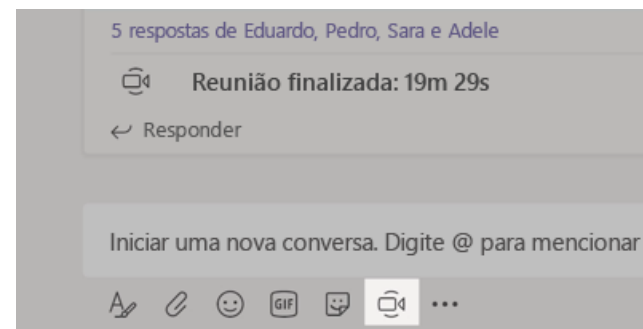 5 respostas de Eduardo, Pedro, Sara e Adele
Reunião finalizada: 19m 29s
Responder
Iniciar uma nova conversa. Digite @ para mencionar
GIF